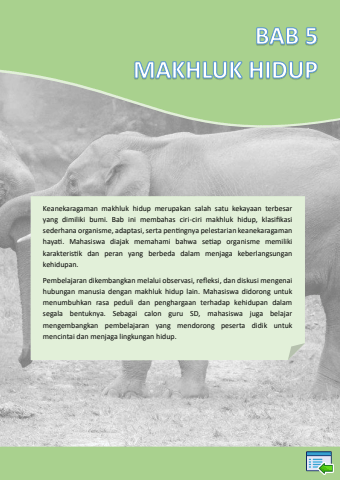 BAB 5
MAKHLUK HIDUP
Keanekaragaman makhluk hidup merupakan salah satu kekayaan terbesar
yang dimiliki bumi. Bab ini membahas ciri-ciri makhluk hidup, klasifikasi
sederhana organisme, adaptasi, serta pentingnya pelestarian keanekaragaman
hayati. Mahasiswa diajak memahami bahwa setiap organisme memiliki
karakteristik dan peran yang berbeda dalam menjaga keberlangsungan
kehidupan.
Pembelajaran dikembangkan melalui observasi, refleksi, dan diskusi mengenai
hubungan manusia dengan makhluk hidup lain. Mahasiswa didorong untuk
menumbuhkan rasa peduli dan penghargaan terhadap kehidupan dalam
segala bentuknya. Sebagai calon guru SD, mahasiswa juga belajar
mengembangkan pembelajaran yang mendorong peserta didik untuk
mencintai dan menjaga lingkungan hidup.